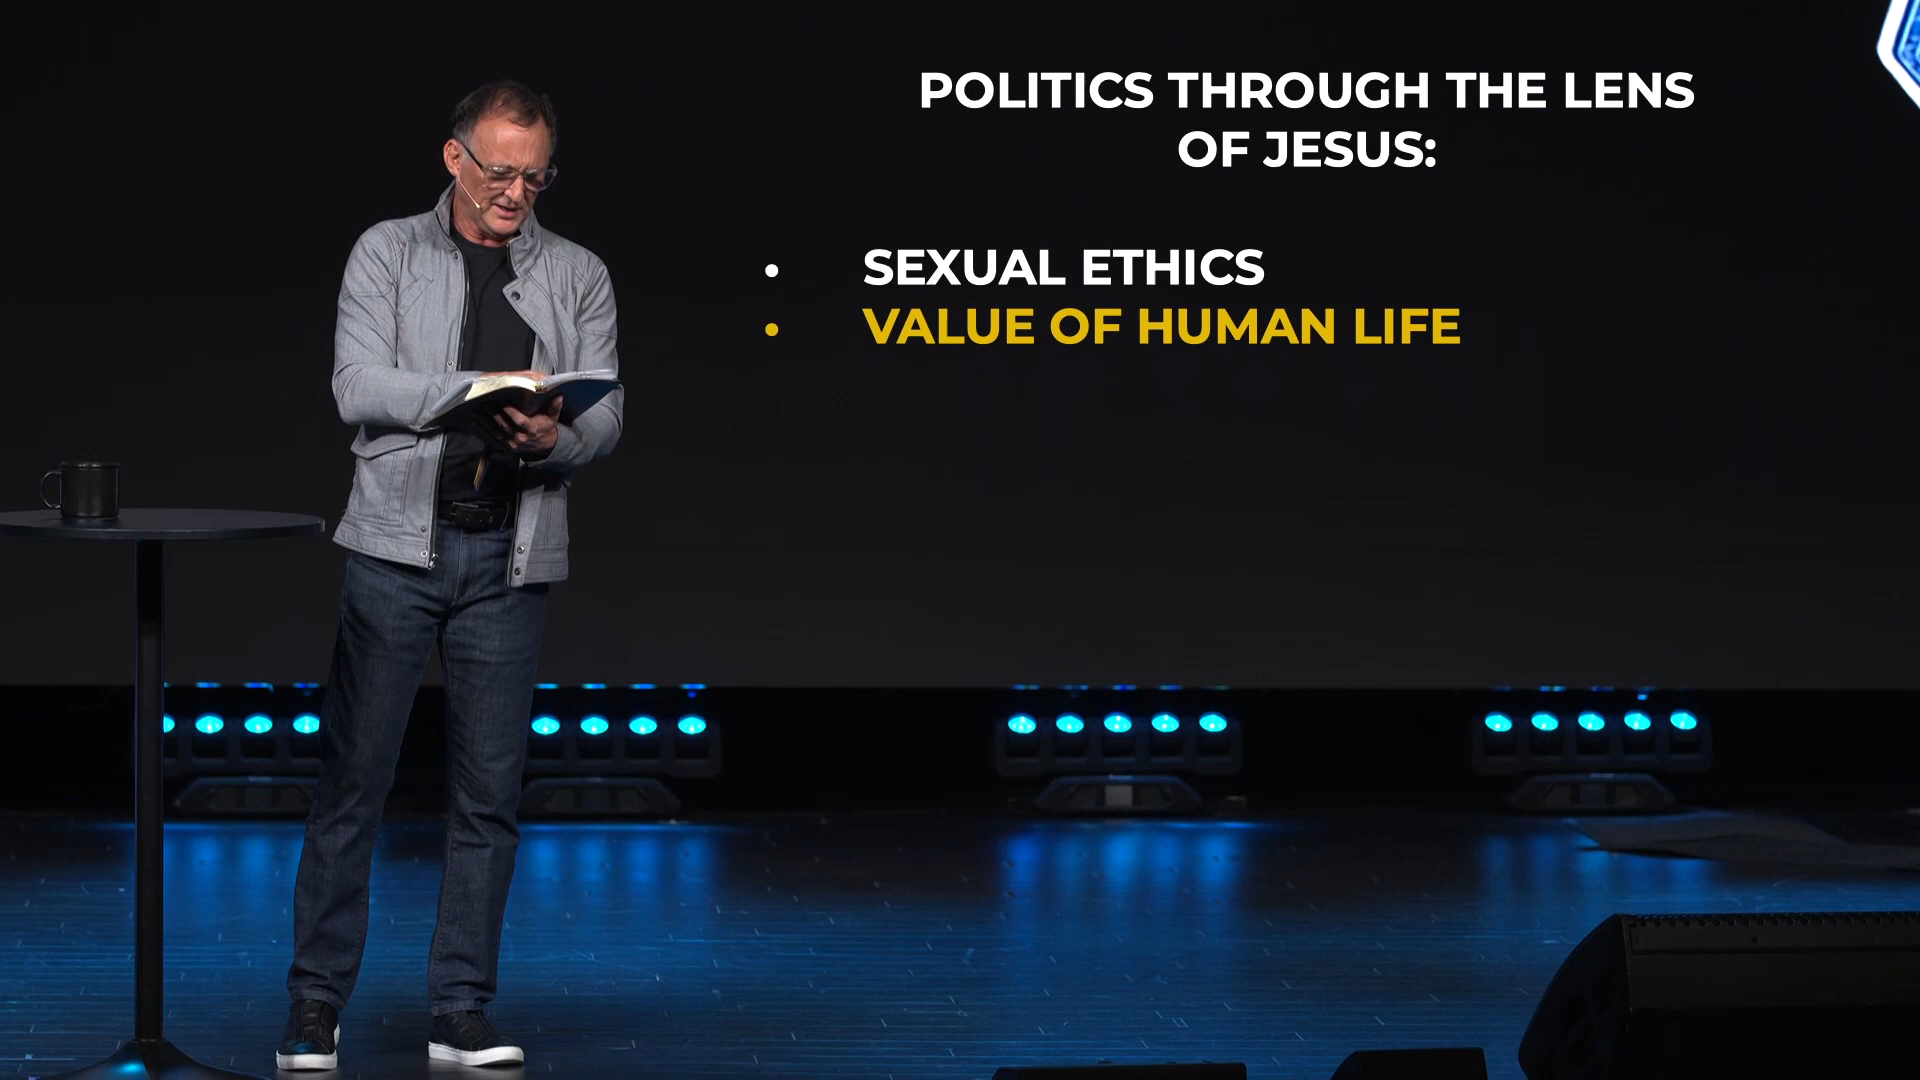 POLITICS THROUGH THE LENS
OF JESUS:
• SEXUAL ETHICS
• VALUE OF HUMAN LIFE